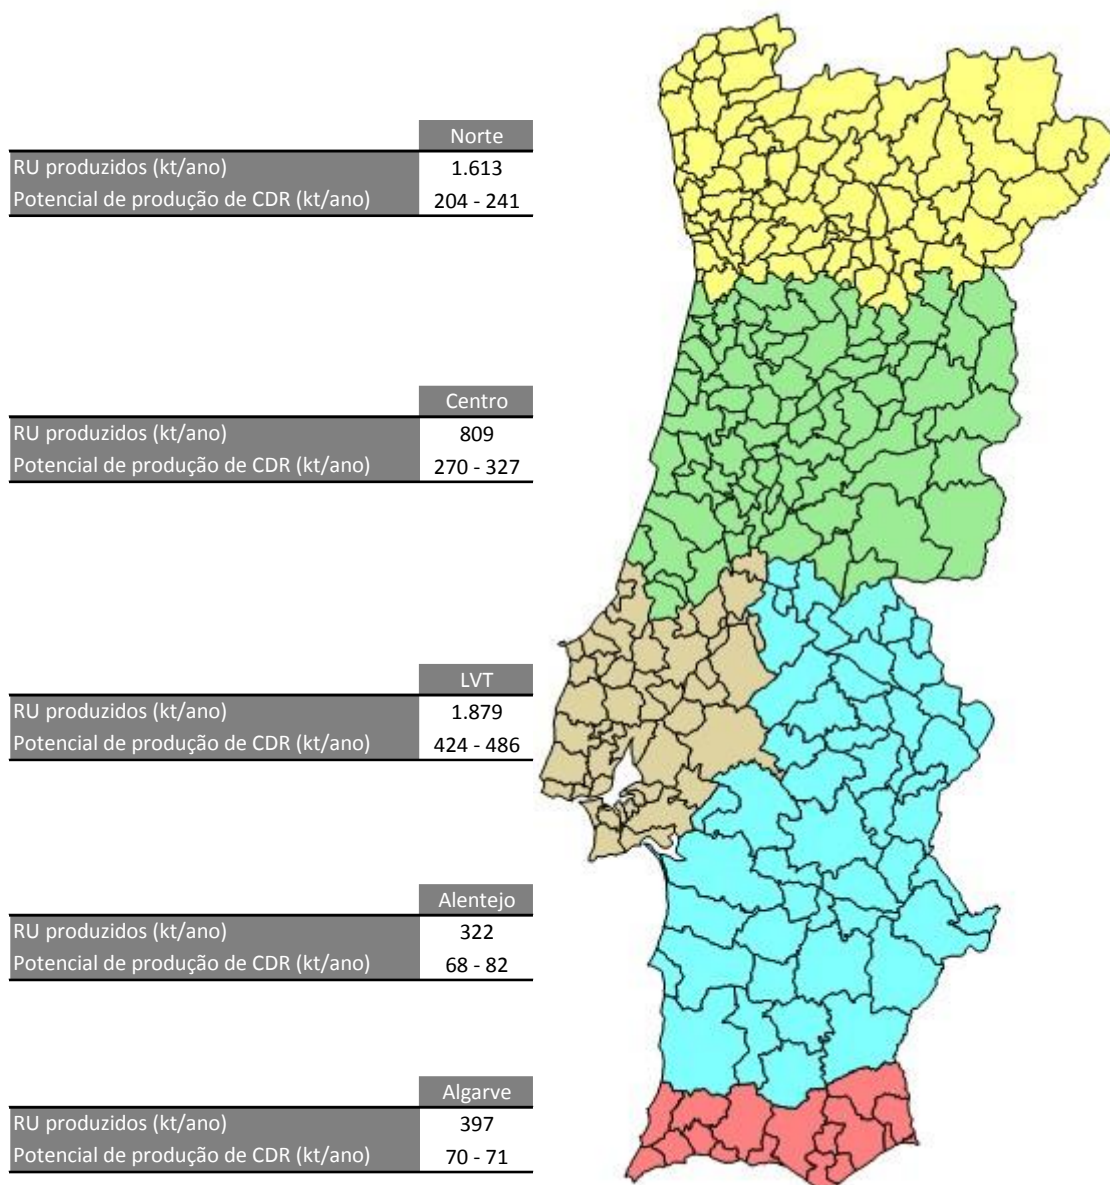 Norte
RU produzidos (kt/ano) 1.613
Potencial de produção de CDR (kt/ano) 204 - 241
Centro
RU produzidos (kt/ano) 809
Potencial de produção de CDR (kt/ano) 270 - 327
LVT
RU produzidos (kt/ano) 1.879
Potencial de produção de CDR (kt/ano) 424 - 486
Alentejo
RU produzidos (kt/ano) 322
Potencial de produção de CDR (kt/ano) 68 - 82
Algarve
RU produzidos (kt/ano) 397
Potencial de produção de CDR (kt/ano) 70 - 71